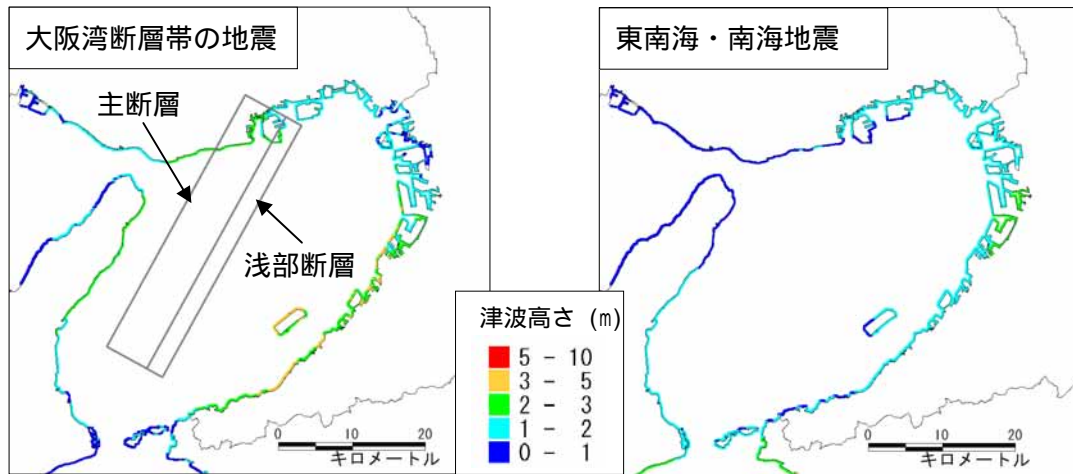 大阪湾断層帯の地震
主断層
浅部断層
0 10 20
キロメートル
東南海・南海地震
津波高さ (m)
5 - 10
3 - 5
2 - 3
1 - 2
0 - 1
0 10 20
キロメートル